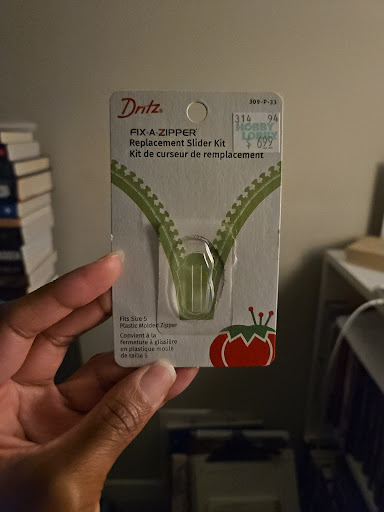 Dritz®
309-P-33
FIX-A-ZIPPER®
Replacement Slider Kit
Kit de curseur de remplacement
314 94
HOBBY
LOBBY
Fits Size 5
Plastic Molded Zipper
Convient à la
fermeture à glissière
en plastique moulé
de taille 5